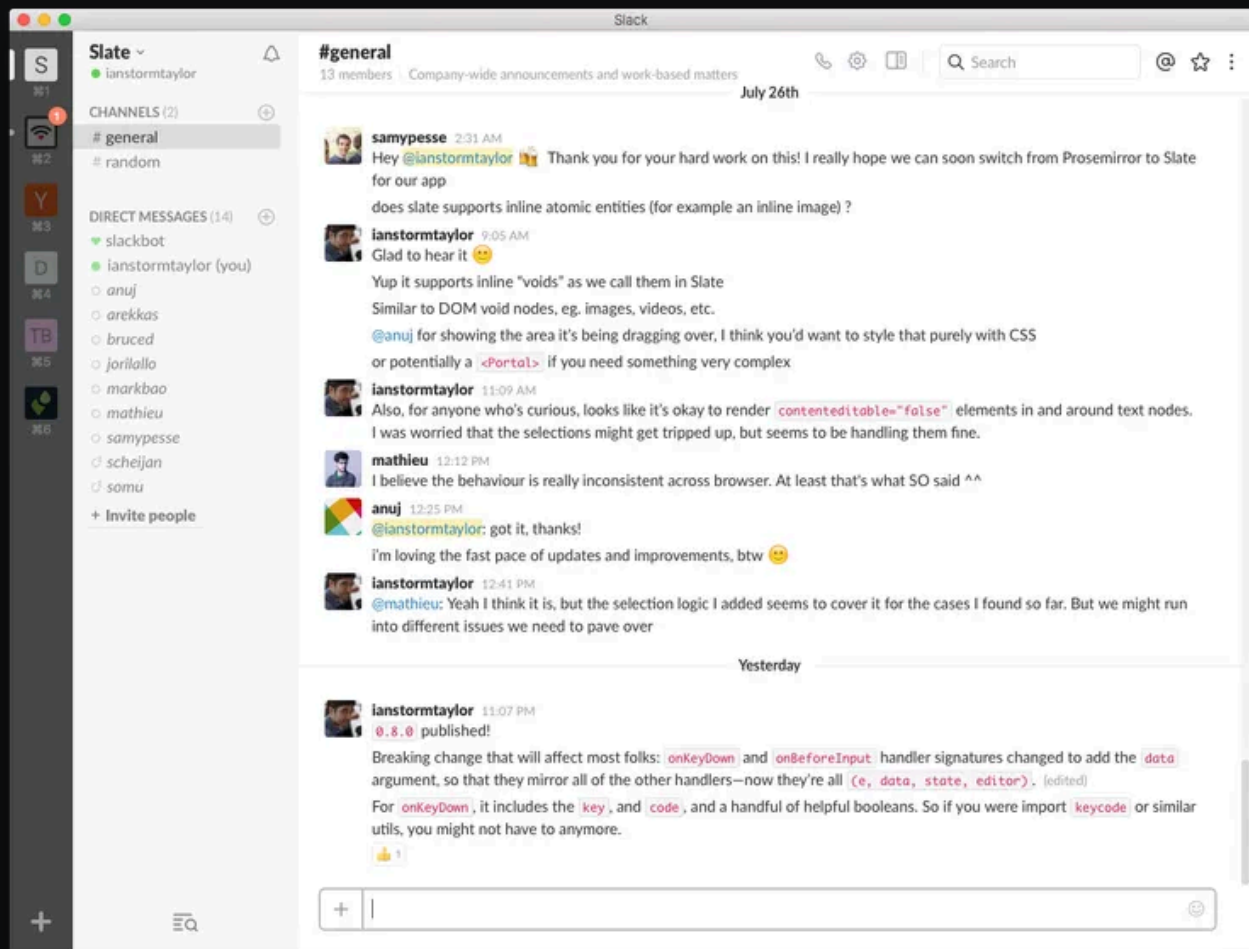 Slack
S
⌘1
1
⌘2
Y
⌘3
D
⌘4
TB
⌘5
⌘6
Slate
ianstormtaylor
CHANNELS (2)
# general
# random
DIRECT MESSAGES (14)
slackbot
ianstormtaylor (you)
anuj
arekkas
bruced
jorilallo
markbao
mathieu
samypesse
scheijan
somu
+ Invite people
#general
13 members
Company-wide announcements and work-based matters
Search
July 26th
samypesse 2:31 AM
Hey @ianstormtaylor 🍻 Thank you for your hard work on this! I really hope we can soon switch from Prosemirror to Slate
for our app
does slate supports inline atomic entities (for example an inline image) ?
ianstormtaylor 9:05 AM
Glad to hear it 🙂
Yup it supports inline “voids” as we call them in Slate
Similar to DOM void nodes, eg. images, videos, etc.
@anuj for showing the area it’s being dragging over, I think you’d want to style that purely with CSS
or potentially a <Portal> if you need something very complex
ianstormtaylor 11:09 AM
Also, for anyone who’s curious, looks like it’s okay to render contenteditable="false" elements in and around text nodes.
I was worried that the selections might get tripped up, but seems to be handling them fine.
mathieu 12:12 PM
I believe the behaviour is really inconsistent across browser. At least that’s what SO said ^^
anuj 12:25 PM
@ianstormtaylor: got it, thanks!
i’m loving the fast pace of updates and improvements, btw 🙂
ianstormtaylor 12:41 PM
@mathieu: Yeah I think it is, but the selection logic I added seems to cover it for the cases I found so far. But we might run
into different issues we need to pave over
Yesterday
ianstormtaylor 11:07 PM
0.8.0 published!
Breaking change that will affect most folks: onKeyDown and onBeforeInput handler signatures changed to add the data
argument, so that they mirror all of the other handlers—now they’re all (e, data, state, editor). (edited)
For onKeyDown, it includes the key, and code, and a handful of helpful booleans. So if you were import keycode or similar
utils, you might not have to anymore.
👍 1